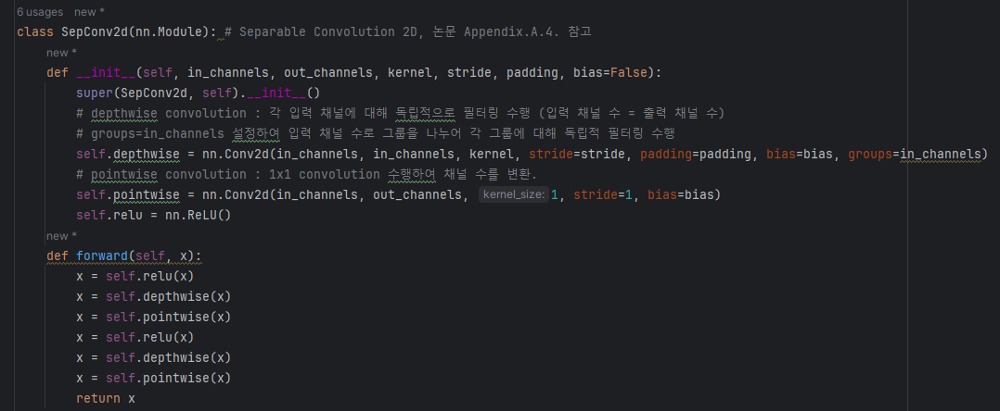 6 usages new *
class SepConv2d(nn.Module): # Separable Convolution 2D, 논문 Appendix.A.4. 참고
new *
def __init__(self, in_channels, out_channels, kernel, stride, padding, bias=False):
super(SepConv2d, self).__init__()
# depthwise convolution : 각 입력 채널에 대해 독립적으로 필터링 수행 (입력 채널 수 = 출력 채널 수)
# groups=in_channels 설정하여 입력 채널 수로 그룹을 나누어 각 그룹에 대해 독립적 필터링 수행
self.depthwise = nn.Conv2d(in_channels, in_channels, kernel, stride=stride, padding=padding, bias=bias, groups=in_channels)
# pointwise convolution : 1x1 convolution 수행하여 채널 수를 변환.
self.pointwise = nn.Conv2d(in_channels, out_channels, kernel_size: 1, stride=1, bias=bias)
self.relu = nn.ReLU()
new *
def forward(self, x):
x = self.relu(x)
x = self.depthwise(x)
x = self.pointwise(x)
x = self.relu(x)
x = self.depthwise(x)
x = self.pointwise(x)
return x